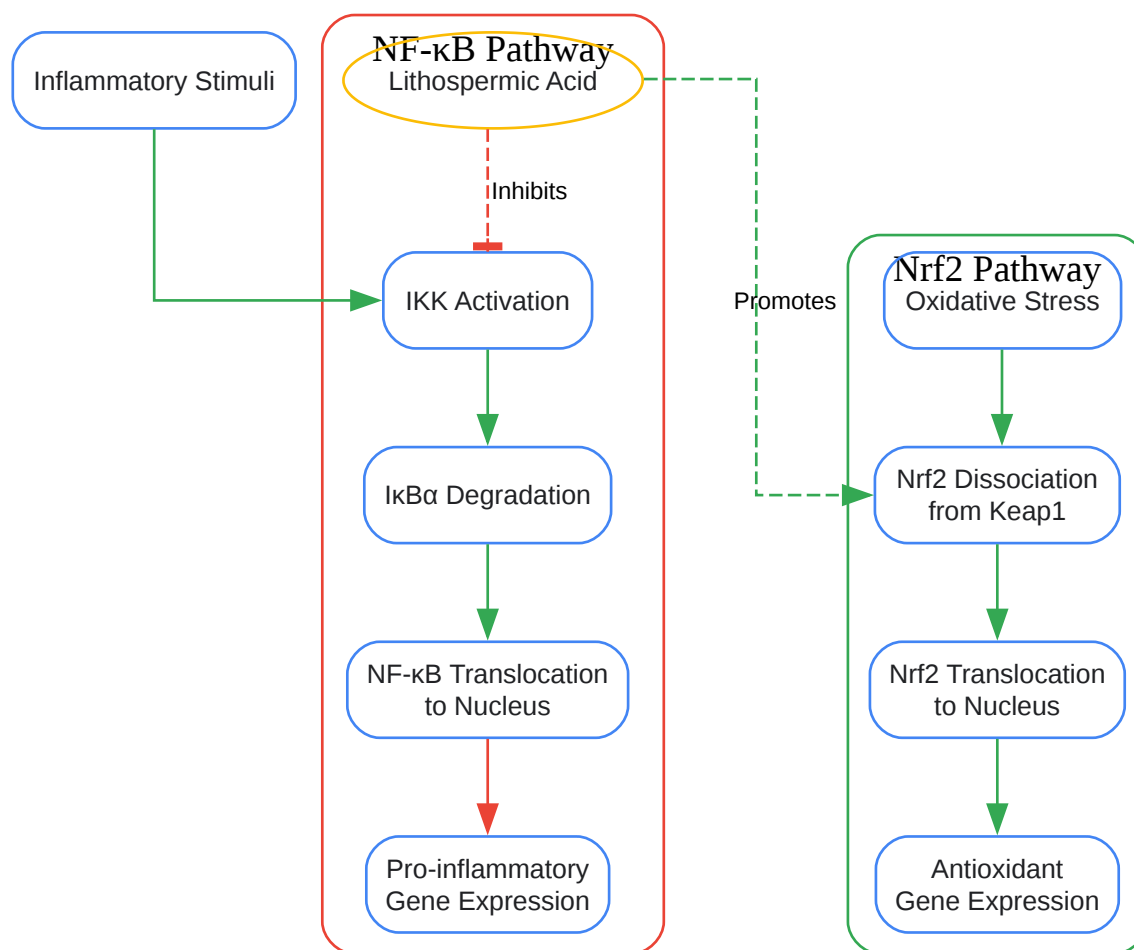 Inflammatory Stimuli
NF-κB Pathway
Lithospermic Acid
Inhibits
IKK Activation
IκBα Degradation
NF-κB Translocation
to Nucleus
Pro-inflammatory
Gene Expression
Promotes
Nrf2 Pathway
Oxidative Stress
Nrf2 Dissociation
from Keap1
Nrf2 Translocation
to Nucleus
Antioxidant
Gene Expression